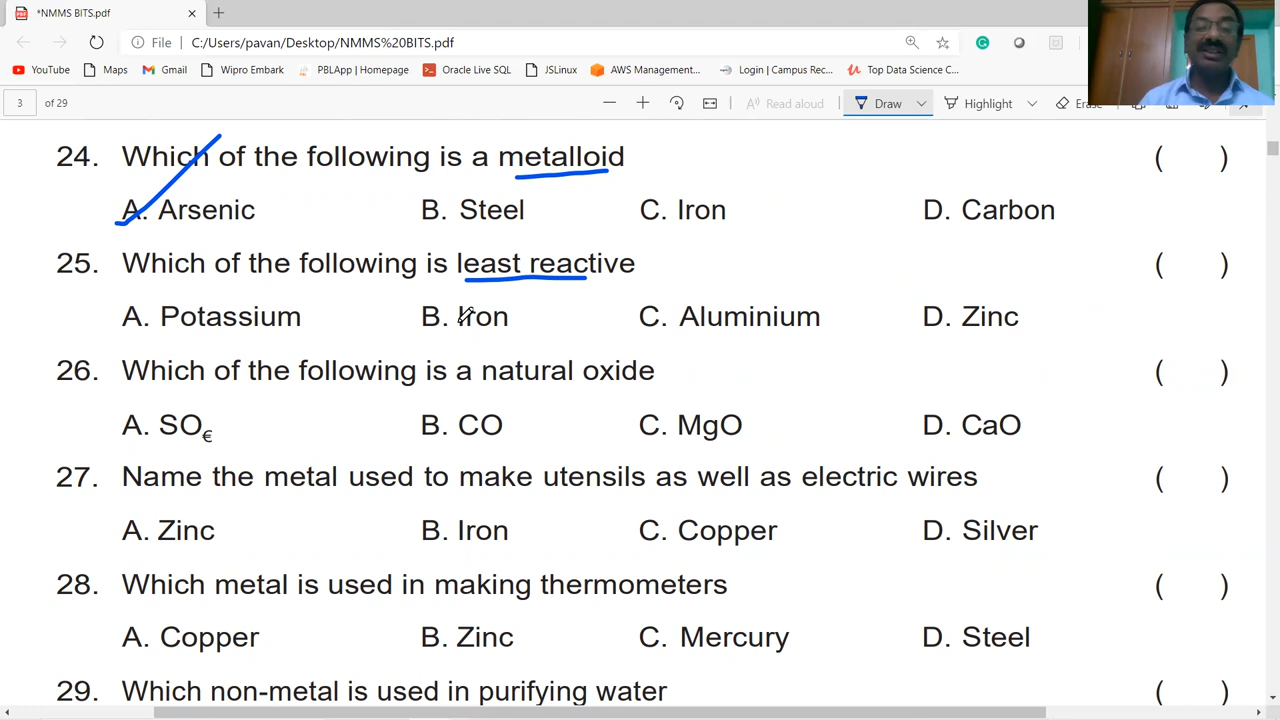 *NMMS BITS.pdf
File C:/Users/pavan/Desktop/NMMS%20BITS.pdf
YouTube Maps Gmail Wipro Embark PBLApp | Homepage Oracle Live SQL JSLinux AWS Management... Login | Campus Rec... Top Data Science C...
3 of 29 Read aloud Draw Highlight Erase
24. Which of the following is a metalloid ( )
A. Arsenic B. Steel C. Iron D. Carbon
25. Which of the following is least reactive ( )
A. Potassium B. Iron C. Aluminium D. Zinc
26. Which of the following is a natural oxide ( )
A. SO€ B. CO C. MgO D. CaO
27. Name the metal used to make utensils as well as electric wires ( )
A. Zinc B. Iron C. Copper D. Silver
28. Which metal is used in making thermometers ( )
A. Copper B. Zinc C. Mercury D. Steel
29. Which non-metal is used in purifying water ( )